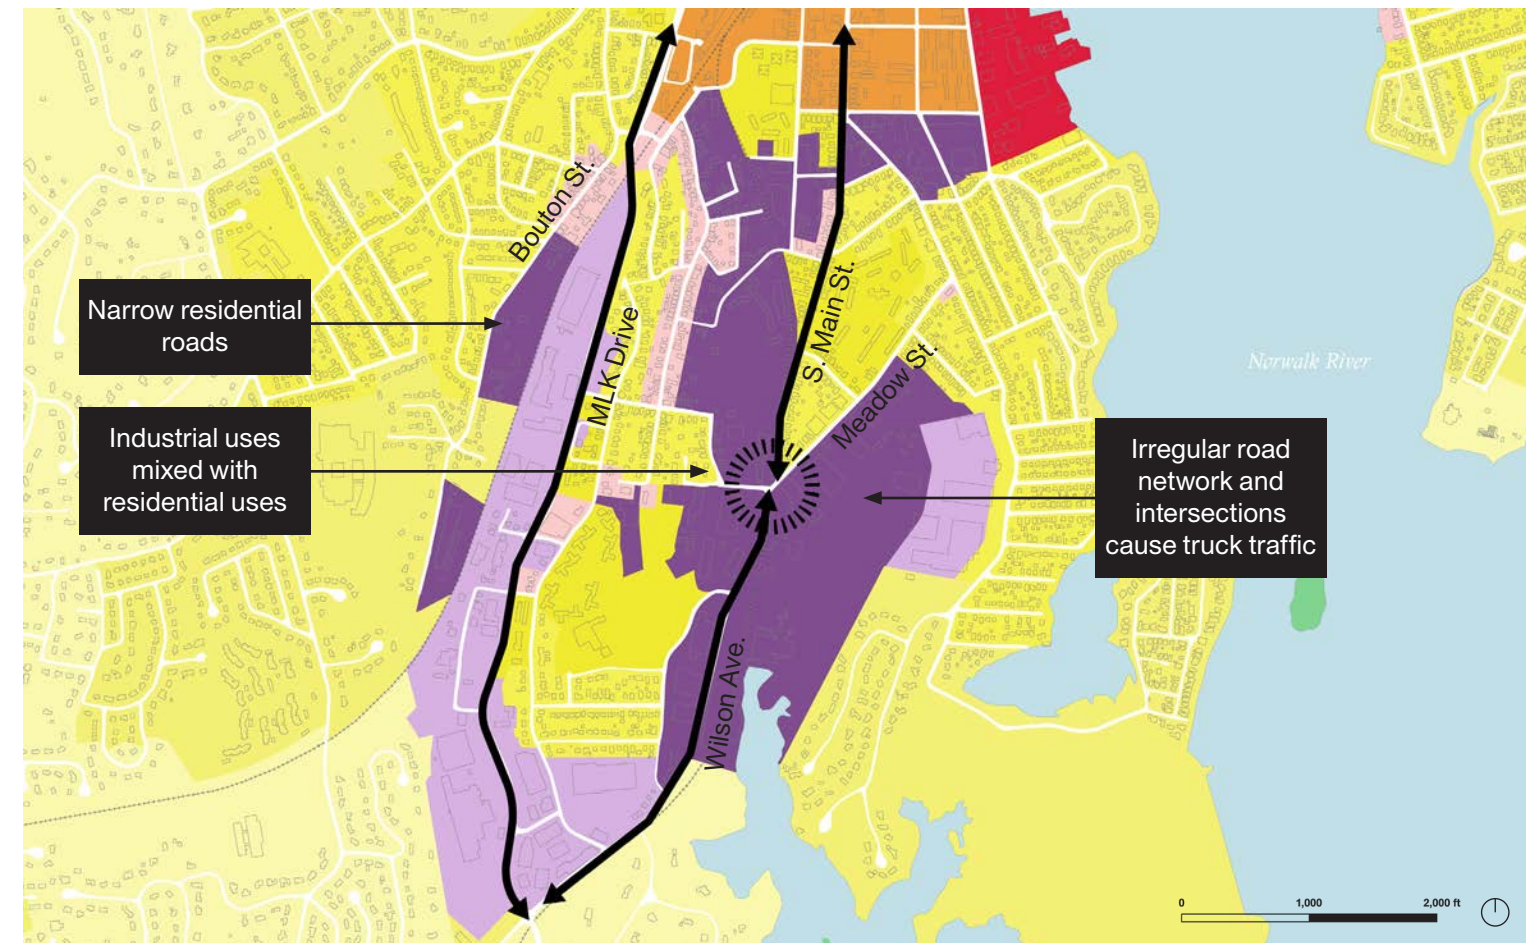 Bouton St.
Narrow residential
roads
MLK Drive
S. Main St.
Meadow St.
Norwalk River
Industrial uses
mixed with
residential uses
Irregular road
network and
intersections
cause truck traffic
Wilson Ave.
0 1,000 2,000 ft